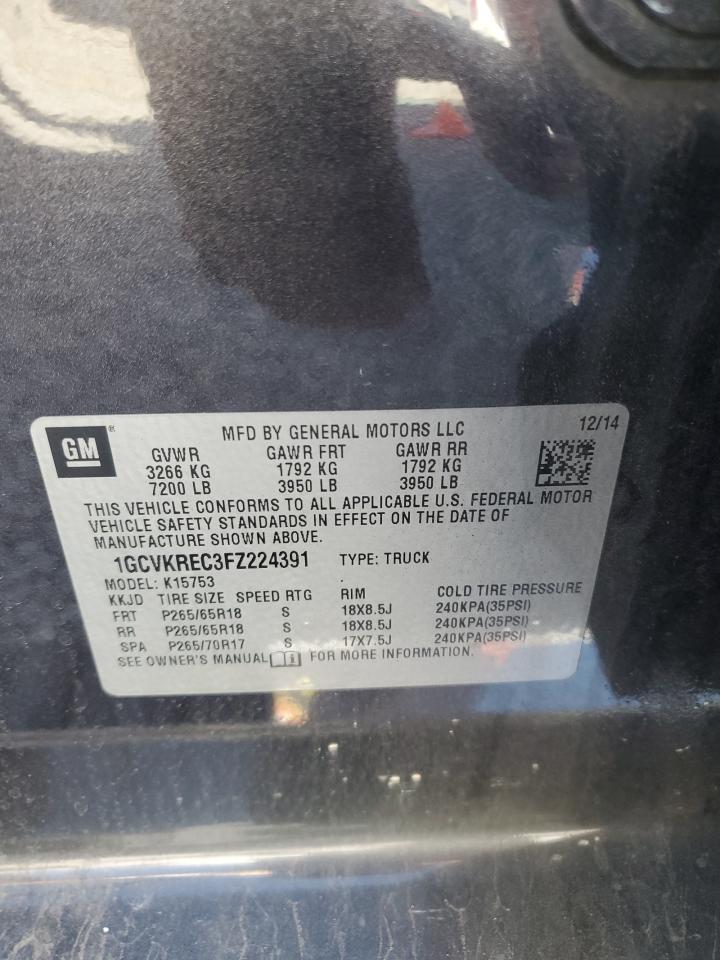 GM®
MFD BY GENERAL MOTORS LLC 12/14
GVWR GAWR FRT GAWR RR
3266 KG 1792 KG 1792 KG
7200 LB 3950 LB 3950 LB
THIS VEHICLE CONFORMS TO ALL APPLICABLE U.S. FEDERAL MOTOR
VEHICLE SAFETY STANDARDS IN EFFECT ON THE DATE OF
MANUFACTURE SHOWN ABOVE.
1GCVKREC3FZ224391 TYPE: TRUCK
MODEL: K15753
KKJD TIRE SIZE SPEED RTG RIM COLD TIRE PRESSURE
FRT P265/65R18 S 18X8.5J 240KPA(35PSI)
RR P265/65R18 S 18X8.5J 240KPA(35PSI)
SPA P265/70R17 S 17X7.5J 240KPA(35PSI)
SEE OWNER'S MANUAL FOR MORE INFORMATION.